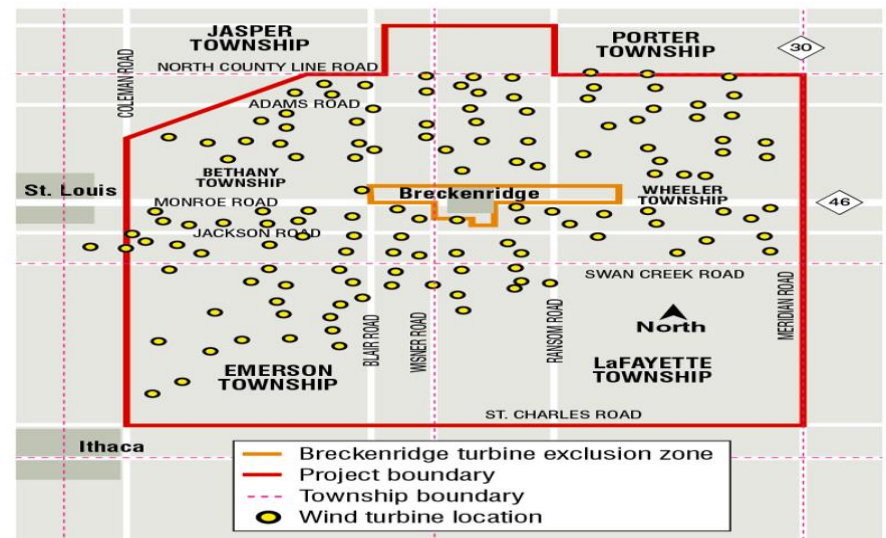 JASPER
TOWNSHIP
PORTER
TOWNSHIP
30
NORTH COUNTY LINE ROAD
COLEMAN ROAD
ADAMS ROAD
BETHANY
TOWNSHIP
St. Louis
Breckenridge
WHEELER
TOWNSHIP
46
MONROE ROAD
JACKSON ROAD
SWAN CREEK ROAD
MERIDIAN ROAD
North
BLAIR ROAD
WISNER ROAD
RANSOM ROAD
EMERSON
TOWNSHIP
LaFAYETTE
TOWNSHIP
ST. CHARLES ROAD
Ithaca
Breckenridge turbine exclusion zone
Project boundary
Township boundary
Wind turbine location